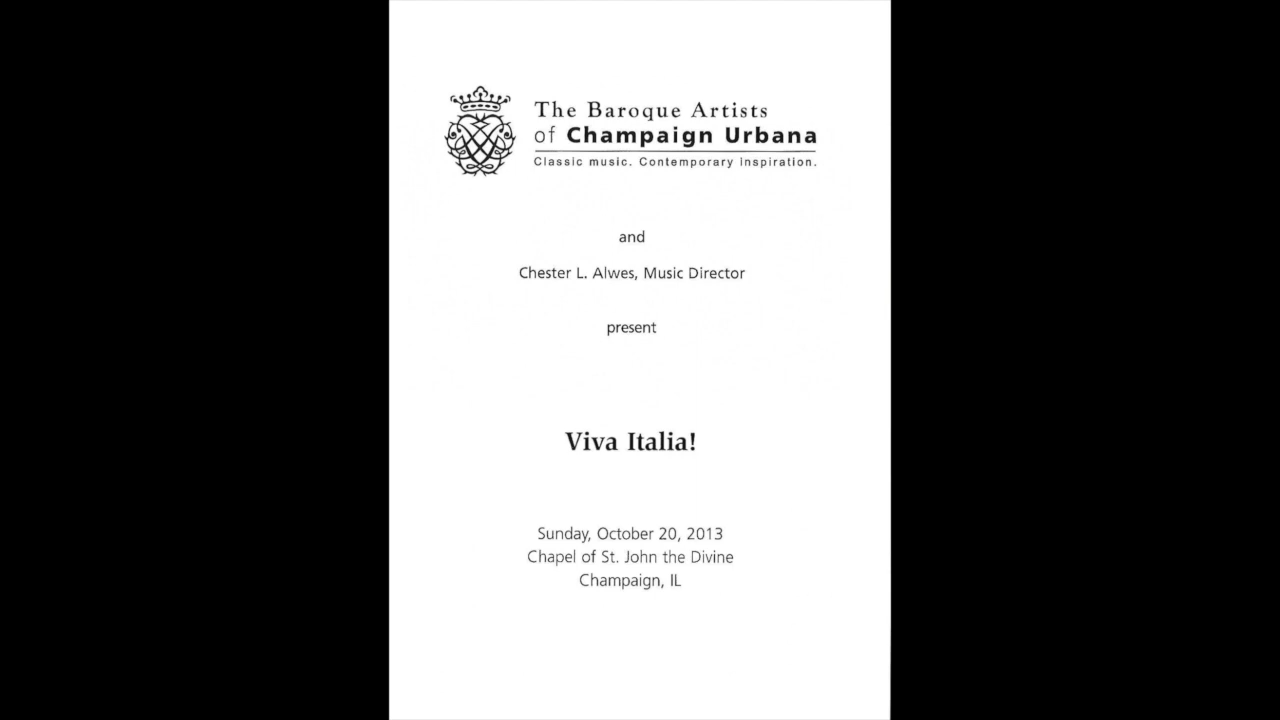 The Baroque Artists
of Champaign Urbana
Classic music. Contemporary Inspiration.
and
Chester L. Alwes, Music Director
present
Viva Italia!
Sunday, October 20, 2013
Chapel of St. John the Divine
Champaign, IL